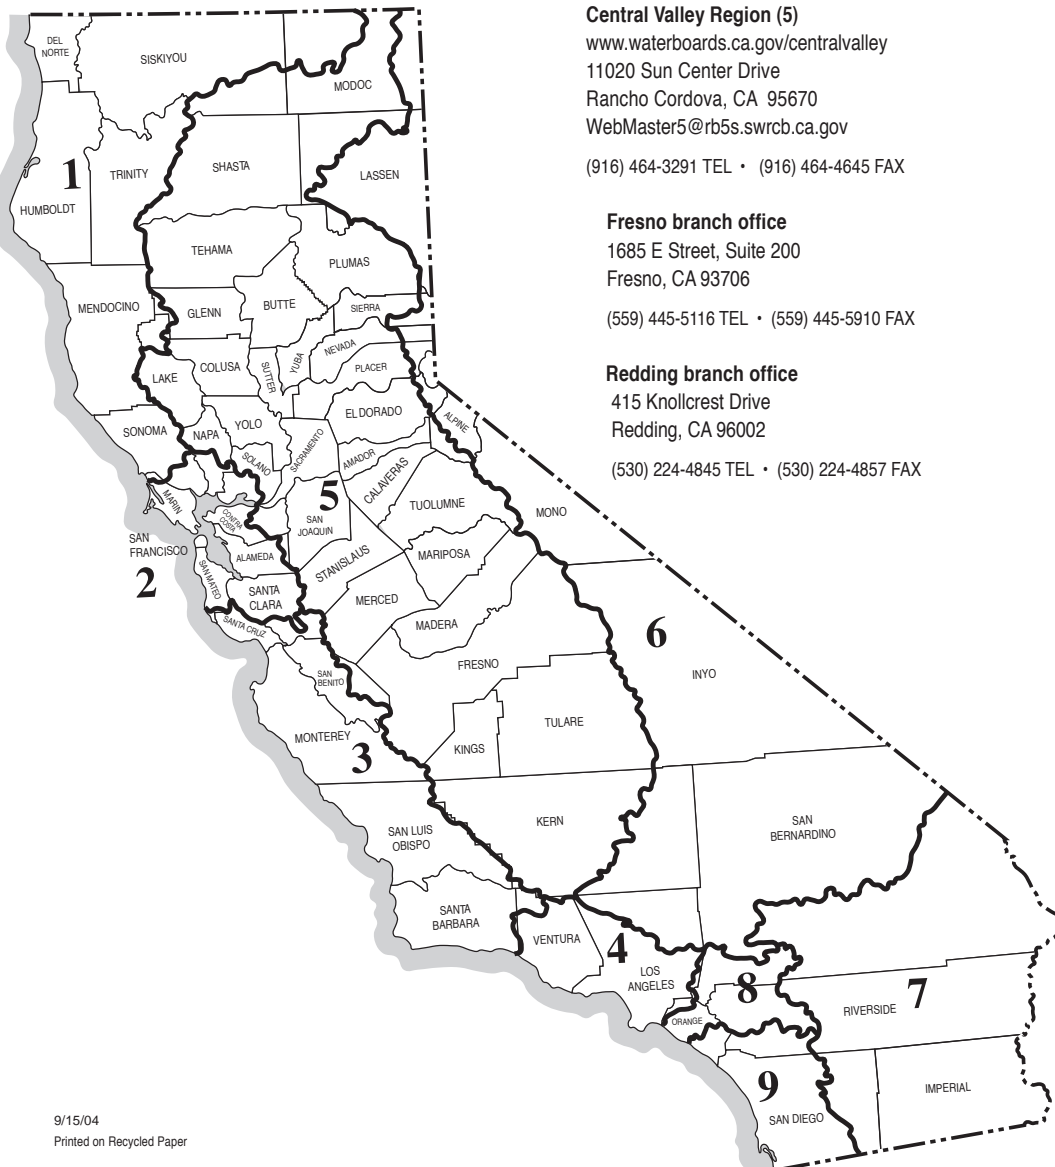 Central Valley Region (5)
www.waterboards.ca.gov/centralvalley
11020 Sun Center Drive
Rancho Cordova, CA 95670
WebMaster5@rb5s.swrcb.ca.gov
(916) 464-3291 TEL • (916) 464-4645 FAX
Fresno branch office
1685 E Street, Suite 200
Fresno, CA 93706
(559) 445-5116 TEL • (559) 445-5910 FAX
Redding branch office
415 Knollcrest Drive
Redding, CA 96002
(530) 224-4845 TEL • (530) 224-4857 FAX
DEL
NORTE
SISKIYOU
MODOC
1
TRINITY
SHASTA
LASSEN
HUMBOLDT
TEHAMA
PLUMAS
MENDOCINO
GLENN
BUTTE
SIERRA
LAKE
COLUSA
SUTTER
YUBA
NEVADA
PLACER
SONOMA
NAPA
YOLO
EL DORADO
ALPINE
SOLANO
SACRAMENTO
AMADOR
CALAVERAS
MARIN
5
TUOLUMNE
MONO
CONTRA
COSTA
SAN
JOAQUIN
SAN
FRANCISCO
2
ALAMEDA
STANISLAUS
MARIPOSA
SAN MATEO
SANTA
CLARA
MERCED
SANTA CRUZ
MADERA
6
FRESNO
INYO
SAN
BENITO
TULARE
MONTEREY
3
KINGS
KERN
SAN
BERNARDINO
SAN LUIS
OBISPO
SANTA
BARBARA
VENTURA
4
LOS
ANGELES
8
7
RIVERSIDE
ORANGE
9
SAN DIEGO
IMPERIAL
9/15/04
Printed on Recycled Paper